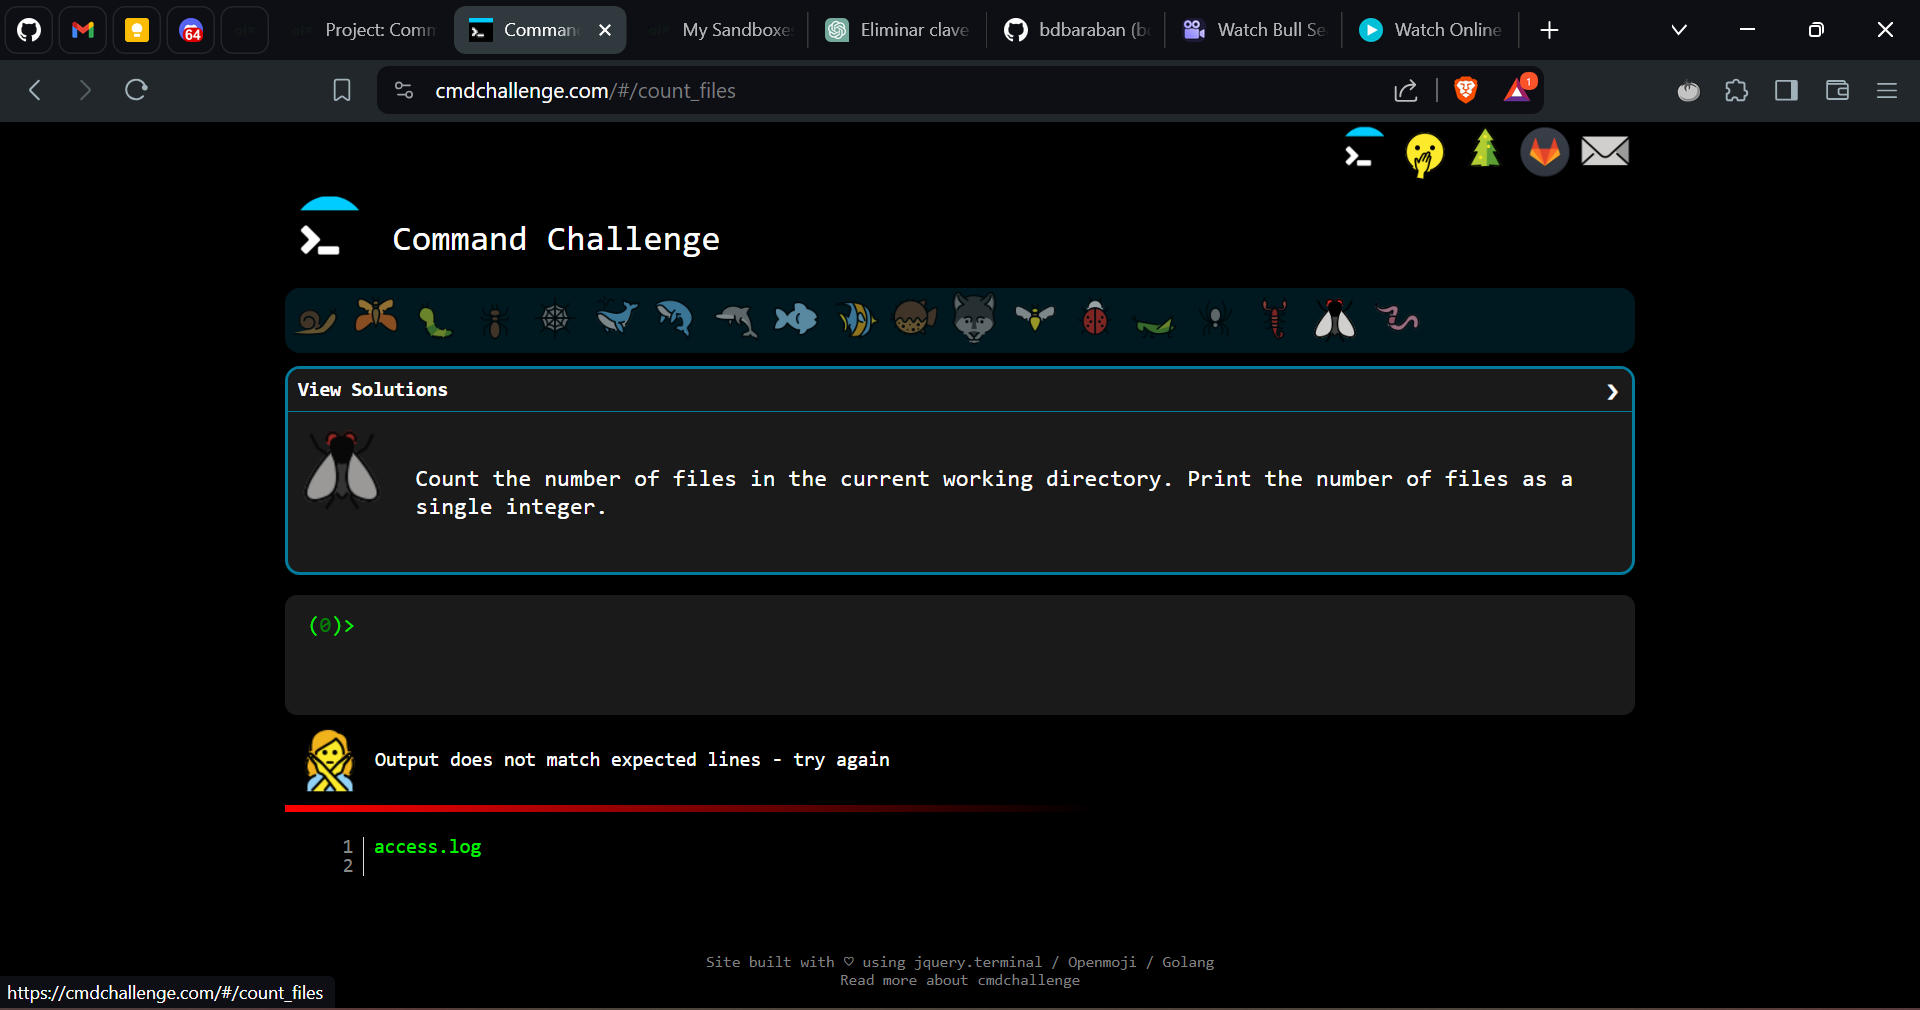 64
Project: Comm
Comman
My Sandboxe
Eliminar clave
bdbaraban (b
Watch Bull Se
Watch Online
cmdchallenge.com/#/count_files
1
Command Challenge
View Solutions
Count the number of files in the current working directory. Print the number of files as a
single integer.
(0)>
Output does not match expected lines - try again
1 access.log
2
Site built with ♡ using jquery.terminal / Openmoji / Golang
Read more about cmdchallenge
https://cmdchallenge.com/#/count_files